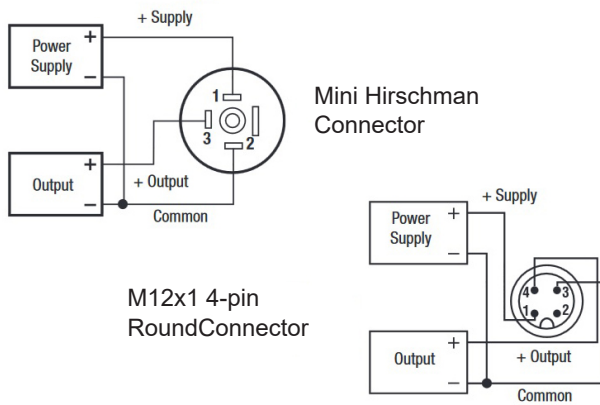 + Supply
Power
Supply
+
−
1
3
2
Mini Hirschman
Connector
Output
+
−
+ Output
Common
M12x1 4-pin
RoundConnector
+ Supply
Power
Supply
+
−
4
3
1
2
Output
+
−
+ Output
Common